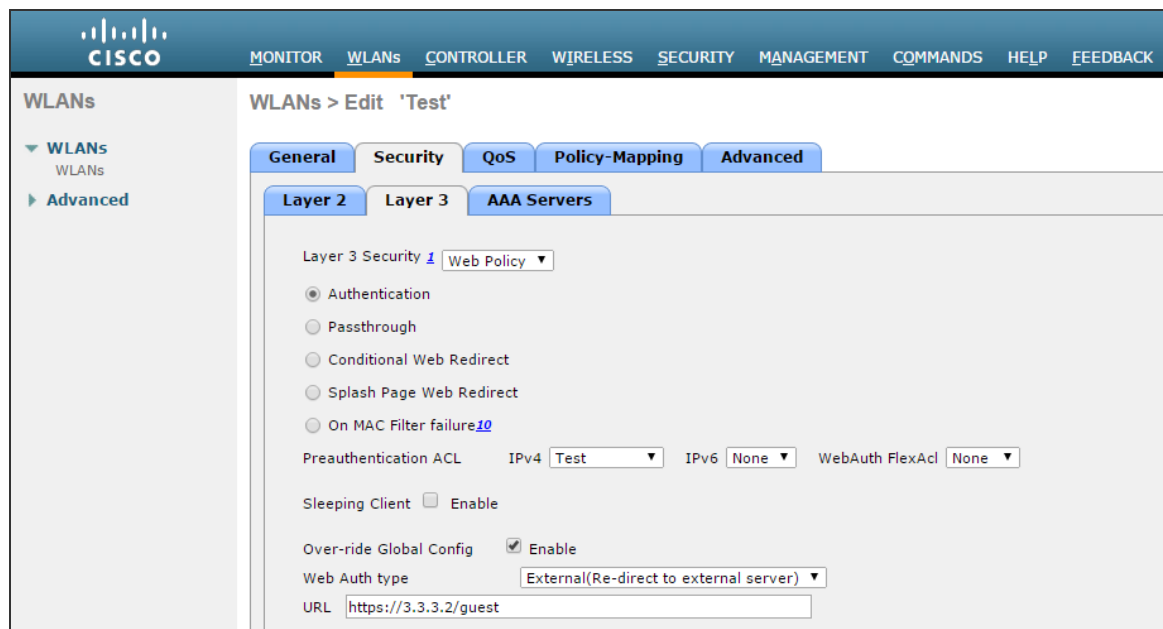 CISCO
MONITOR WLANs CONTROLLER WIRELESS SECURITY MANAGEMENT COMMANDS HELP FEEDBACK
WLANs
WLANs
WLANs
Advanced
WLANs > Edit 'Test'
General Security QoS Policy-Mapping Advanced
Layer 2 Layer 3 AAA Servers
Layer 3 Security 1 Web Policy
Authentication
Passthrough
Conditional Web Redirect
Splash Page Web Redirect
On MAC Filter failure10
Preauthentication ACL IPv4 Test IPv6 None WebAuth FlexAcl None
Sleeping Client Enable
Over-ride Global Config Enable
Web Auth type External(Re-direct to external server)
URL https://3.3.3.2/guest